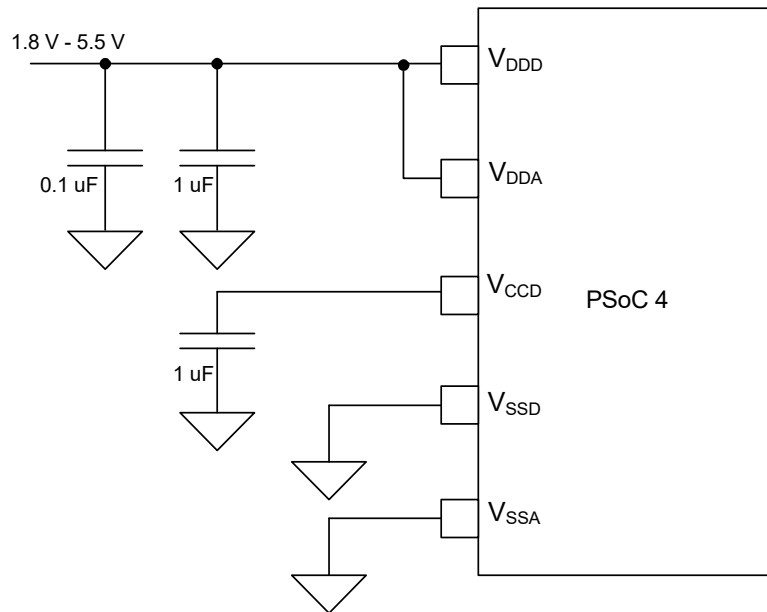 1.8 V - 5.5 V
VDDD
0.1 uF
1 uF
VDDA
VCCD
PSoC 4
1 uF
VSSD
VSSA